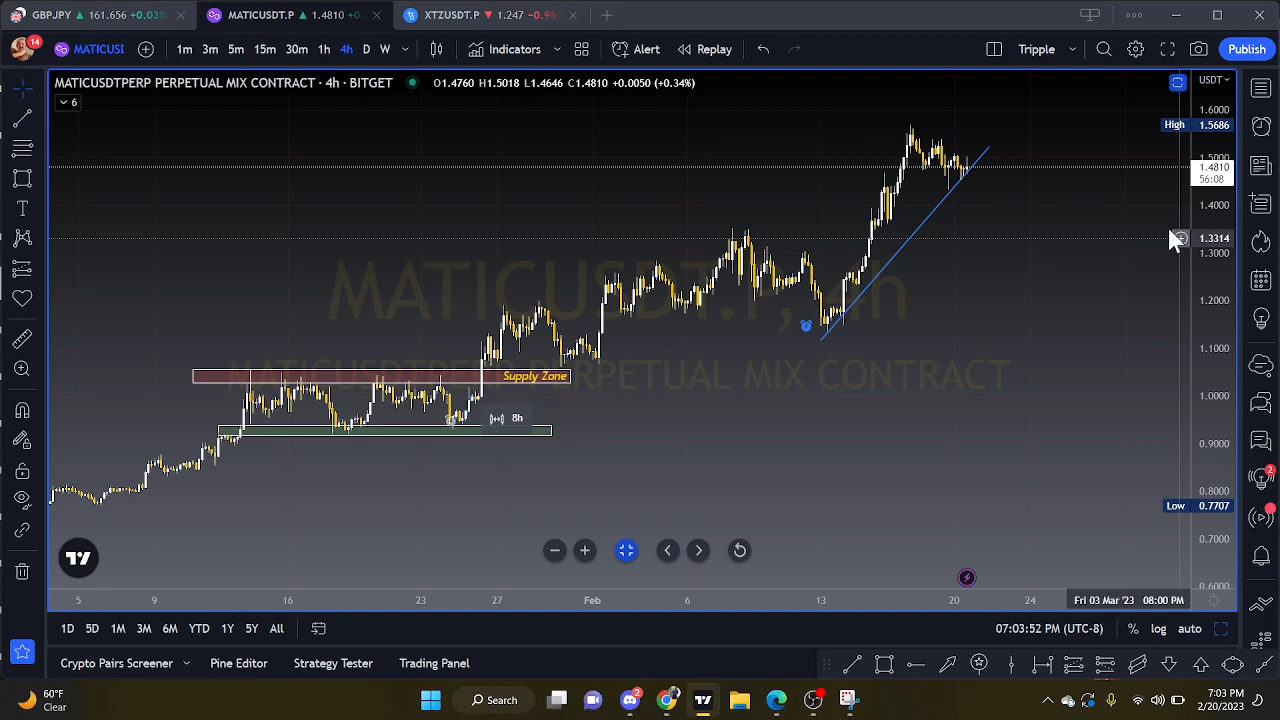 GBPJPY ▲ 161.656 +0.03%
MATICUSDT.P ▲ 1.4810 +0.
XTZUSDT.P ▼ 1.247 -0.95%
14
MATICUSI
1m 3m 5m 15m 30m 1h 4h D W
Indicators
Alert
Replay
Tripple
Publish
MATICUSDTPERP PERPETUAL MIX CONTRACT · 4h · BITGET
O1.4760 H1.5018 L1.4646 C1.4810 +0.0050 (+0.34%)
6
USDT
1.6000
High 1.5686
1.5000
1.4810
56:08
1.4000
1.3314
1.3000
1.2000
1.1000
1.0000
0.9000
0.8000
Low 0.7707
0.7000
0.6000
MATICUSDT.P, 4h
MATICUSDTPERP PERPETUAL MIX CONTRACT
Supply Zone
8h
2
5 9 16 23 27 Feb 6 13 20 24
Fri 03 Mar '23 08:00 PM
1D 5D 1M 3M 6M YTD 1Y 5Y All
07:03:52 PM (UTC-8)
% log auto
Crypto Pairs Screener
Pine Editor
Strategy Tester
Trading Panel
60°F
Clear
Search
2
7:03 PM
2/20/2023